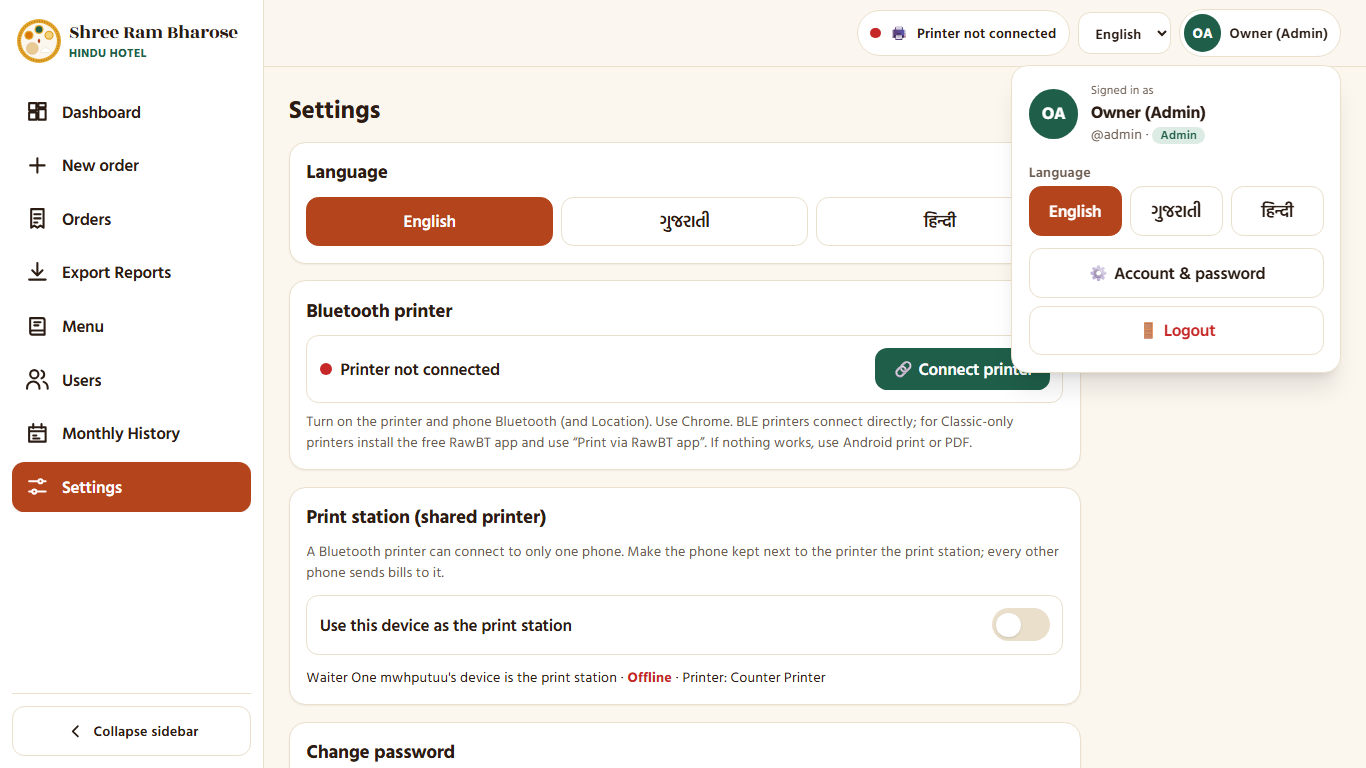 Shree Ram Bharose
HINDU HOTEL
Dashboard
New order
Orders
Export Reports
Menu
Users
Monthly History
Settings
Collapse sidebar
Printer not connected
English
OA
Owner (Admin)
Signed in as
OA
Owner (Admin)
@admin · Admin
Language
English
ગુજરાતી
हिन्दी
Account & password
Logout
Settings
Language
English
ગુજરાતી
हिन्दी
Bluetooth printer
Printer not connected
Connect printer
Turn on the printer and phone Bluetooth (and Location). Use Chrome. BLE printers connect directly; for Classic-only
printers install the free RawBT app and use “Print via RawBT app”. If nothing works, use Android print or PDF.
Print station (shared printer)
A Bluetooth printer can connect to only one phone. Make the phone kept next to the printer the print station; every other
phone sends bills to it.
Use this device as the print station
Waiter One mwhputuu's device is the print station · Offline · Printer: Counter Printer
Change password